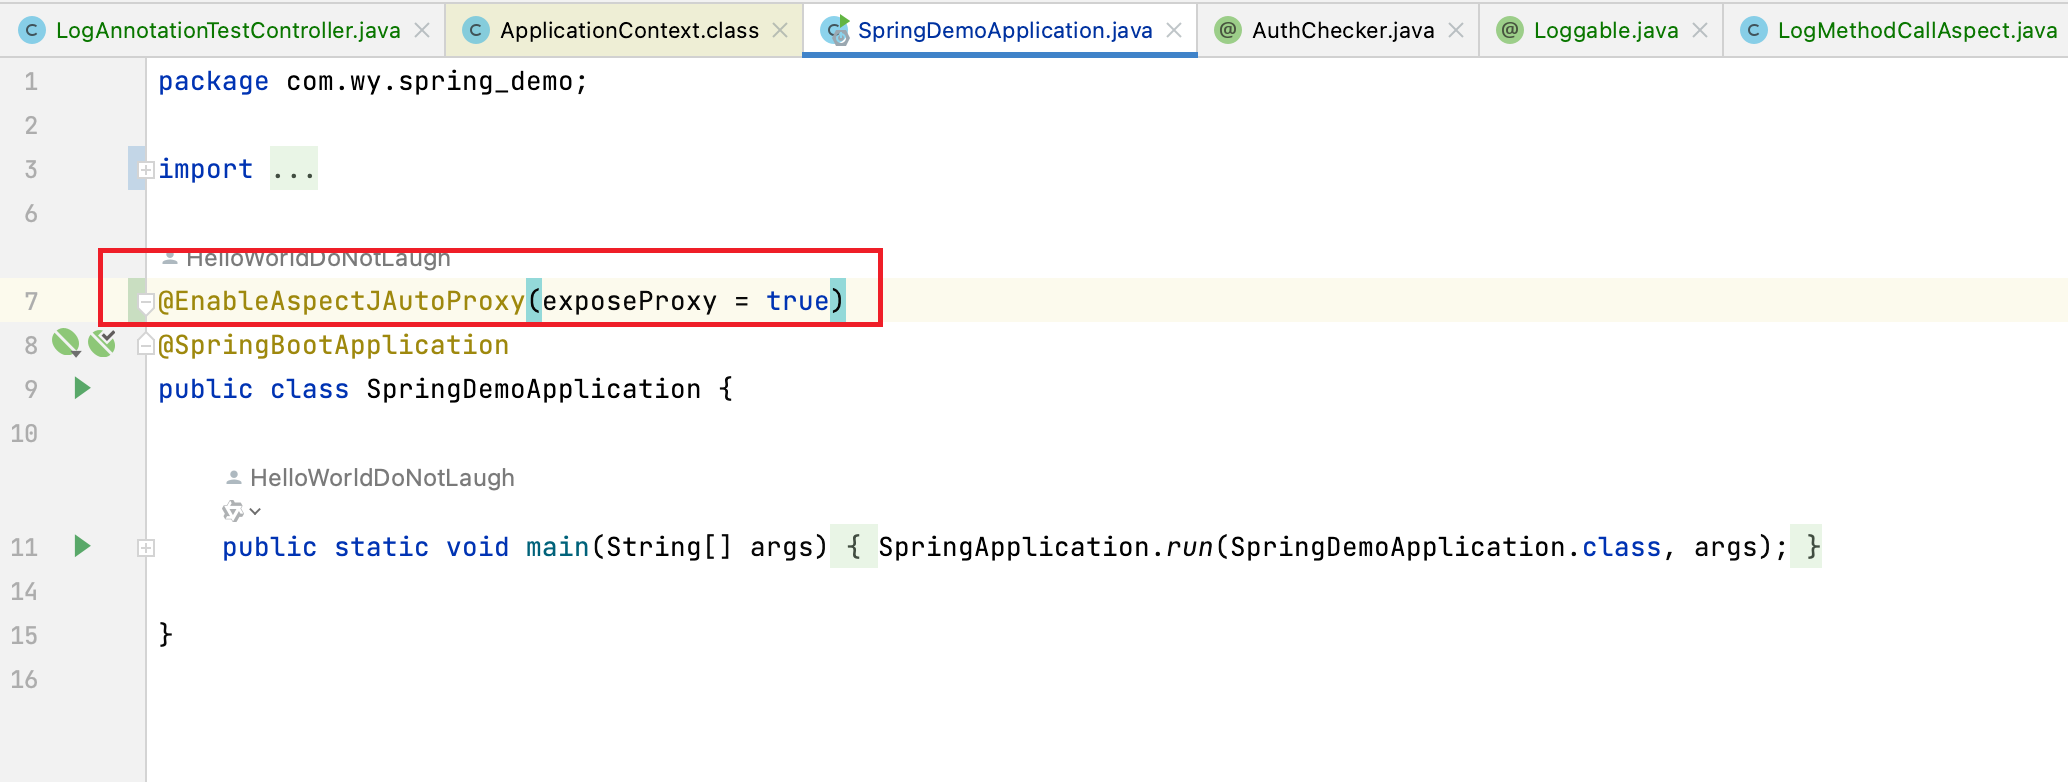 LogAnnotationTestController.java ApplicationContext.class SpringDemoApplication.java AuthChecker.java Loggable.java LogMethodCallAspect.java
1 package com.wy.spring_demo;
2
3 import ...
6
HelloWorldDoNotLaugh
7 @EnableAspectJAutoProxy(exposeProxy = true)
8 @SpringBootApplication
9 public class SpringDemoApplication {
10
HelloWorldDoNotLaugh
11 public static void main(String[] args) { SpringApplication.run(SpringDemoApplication.class, args); }
14
15 }
16